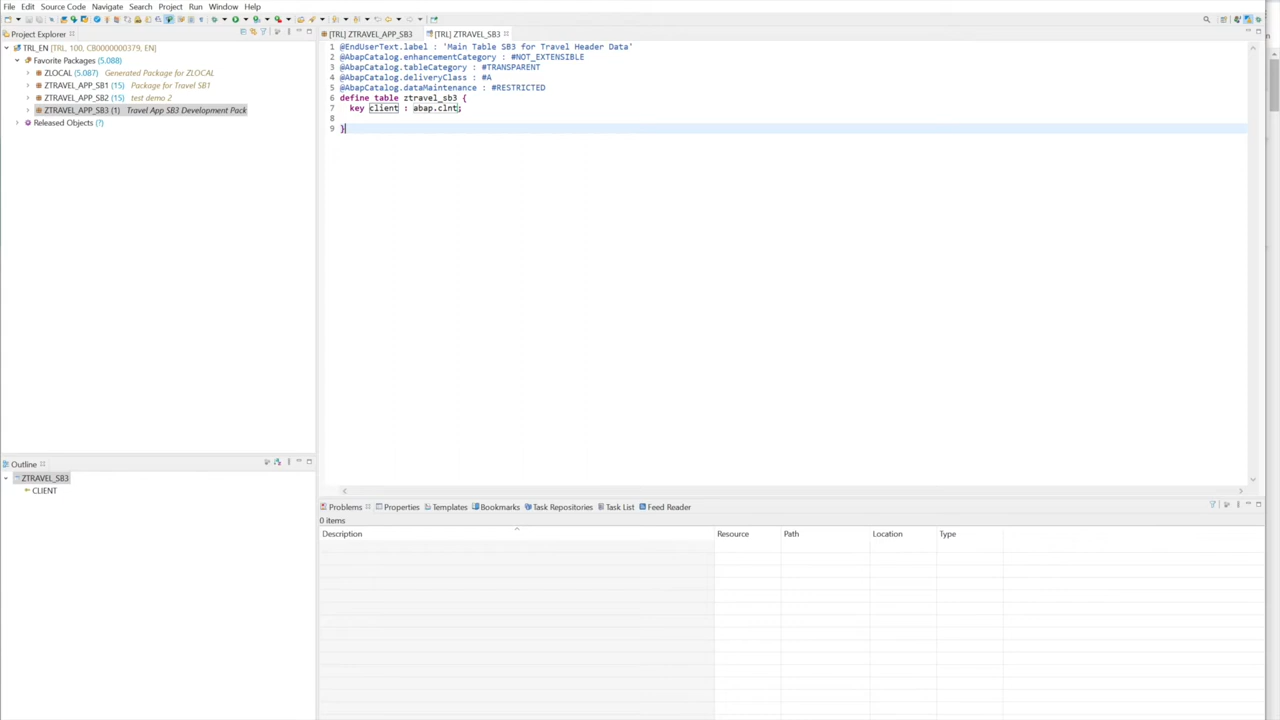 File Edit Source Code Navigate Search Project Run Window Help
Project Explorer
[TRL] ZTRAVEL_APP_SB3
[TRL] ZTRAVEL_SB3
TRL_EN [TRL, 100, CB0000000379, EN]
Favorite Packages (5.088)
ZLOCAL (5.087) Generated Package for ZLOCAL
ZTRAVEL_APP_SB1 (15) Package for Travel SB1
ZTRAVEL_APP_SB2 (15) test demo 2
ZTRAVEL_APP_SB3 (1) Travel App SB3 Development Pack
Released Objects (?)
1 @EndUserText.label : 'Main Table SB3 for Travel Header Data'
2 @AbapCatalog.enhancementCategory : #NOT_EXTENSIBLE
3 @AbapCatalog.tableCategory : #TRANSPARENT
4 @AbapCatalog.deliveryClass : #A
5 @AbapCatalog.dataMaintenance : #RESTRICTED
6 define table ztravel_sb3 {
7 key client : abap.clnt;
8
9 }
Outline
ZTRAVEL_SB3
CLIENT
Problems Properties Templates Bookmarks Task Repositories Task List Feed Reader
0 items
Description Resource Path Location Type